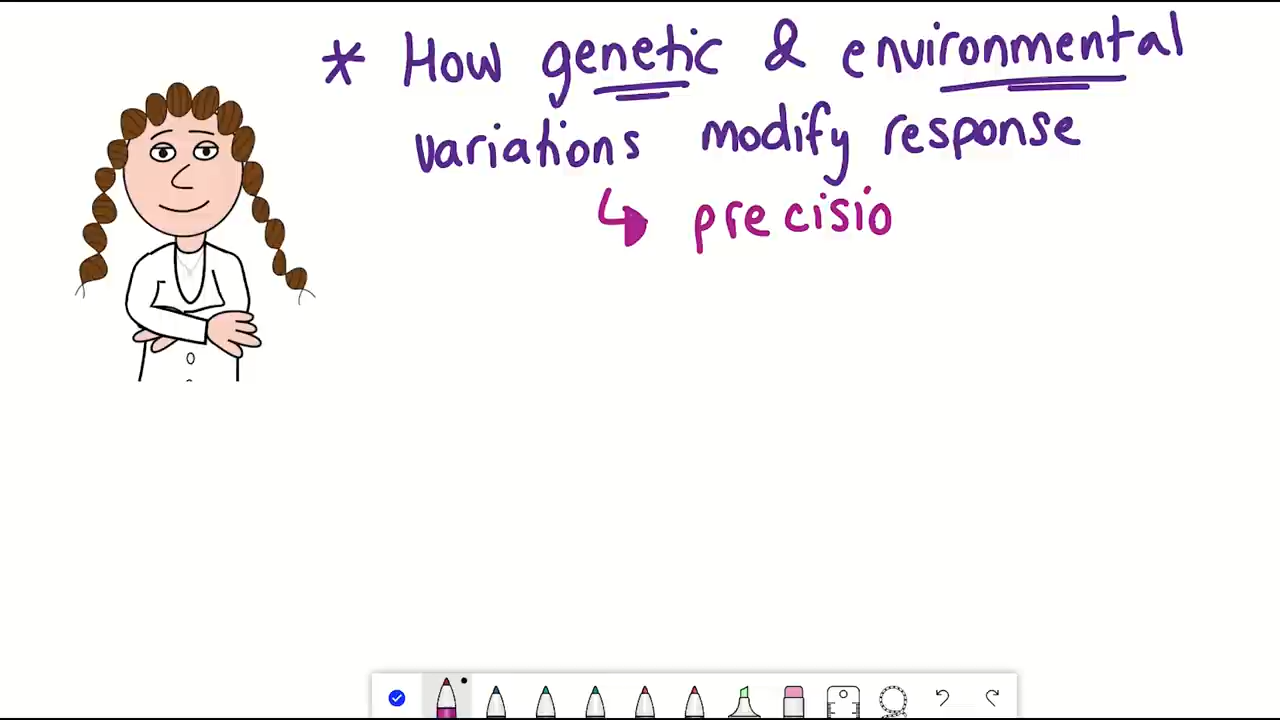 * How genetic & environmental
variations modify response
↳ precisio